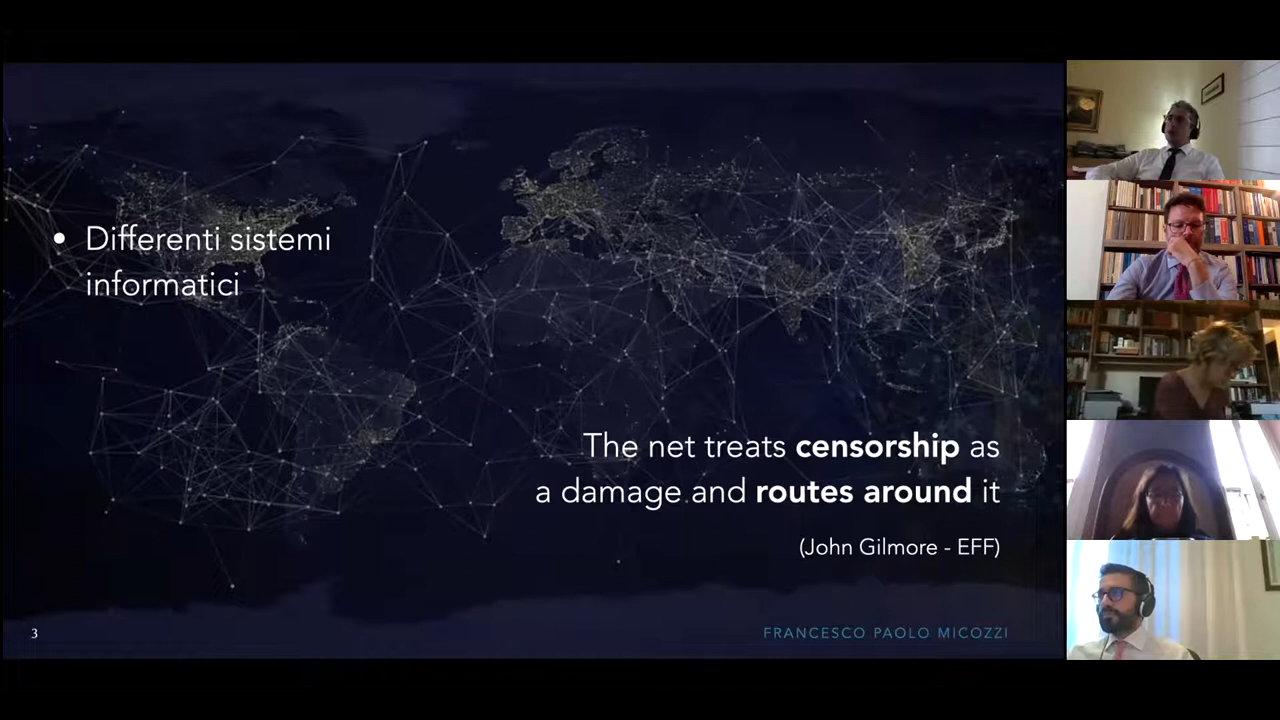 • Differenti sistemi
informatici
The net treats censorship as
a damage and routes around it
(John Gilmore - EFF)
3
FRANCESCO PAOLO MICOZZI